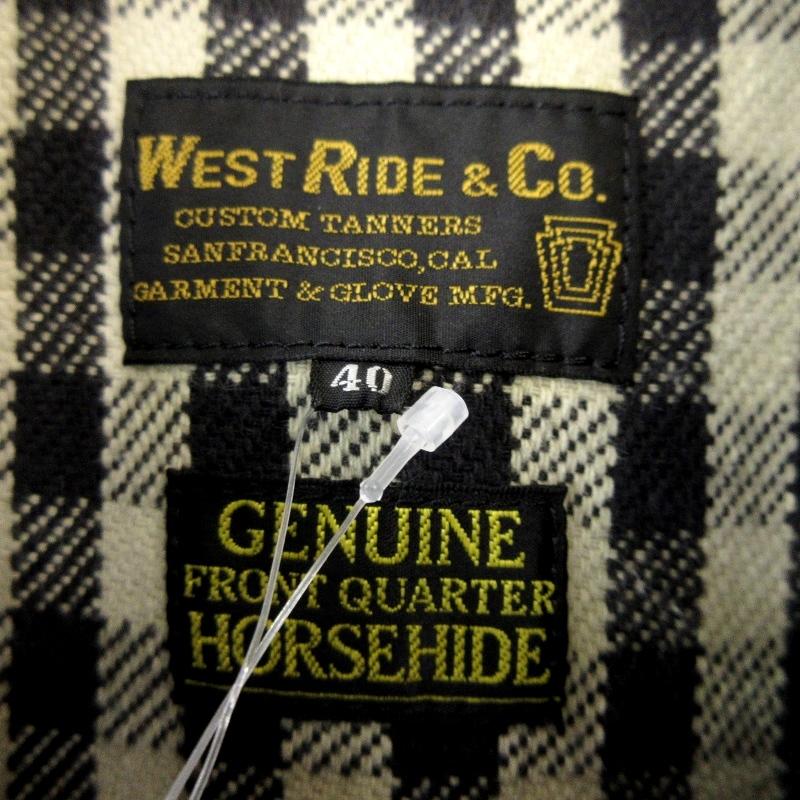 WEST RIDE & CO.
CUSTOM TANNERS
SANFRANCISCO,CAL
GARMENT & GLOVE MFG.
40
GENUINE
FRONT QUARTER
HORSEHIDE